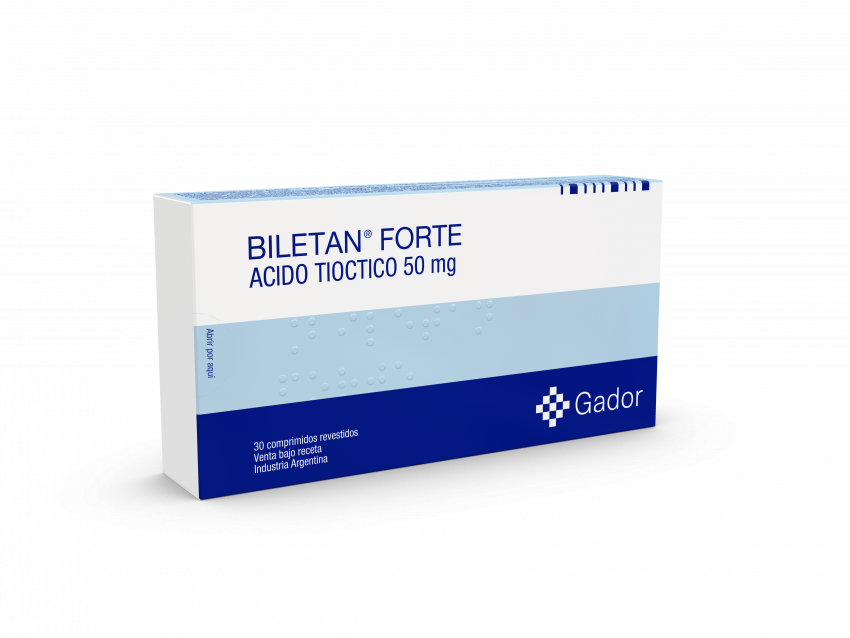 BILETAN® FORTE
ACIDO TIOCTICO 50 mg
Abrir por aquí
30 comprimidos revestidos
Venta bajo receta
Industria Argentina
Gador